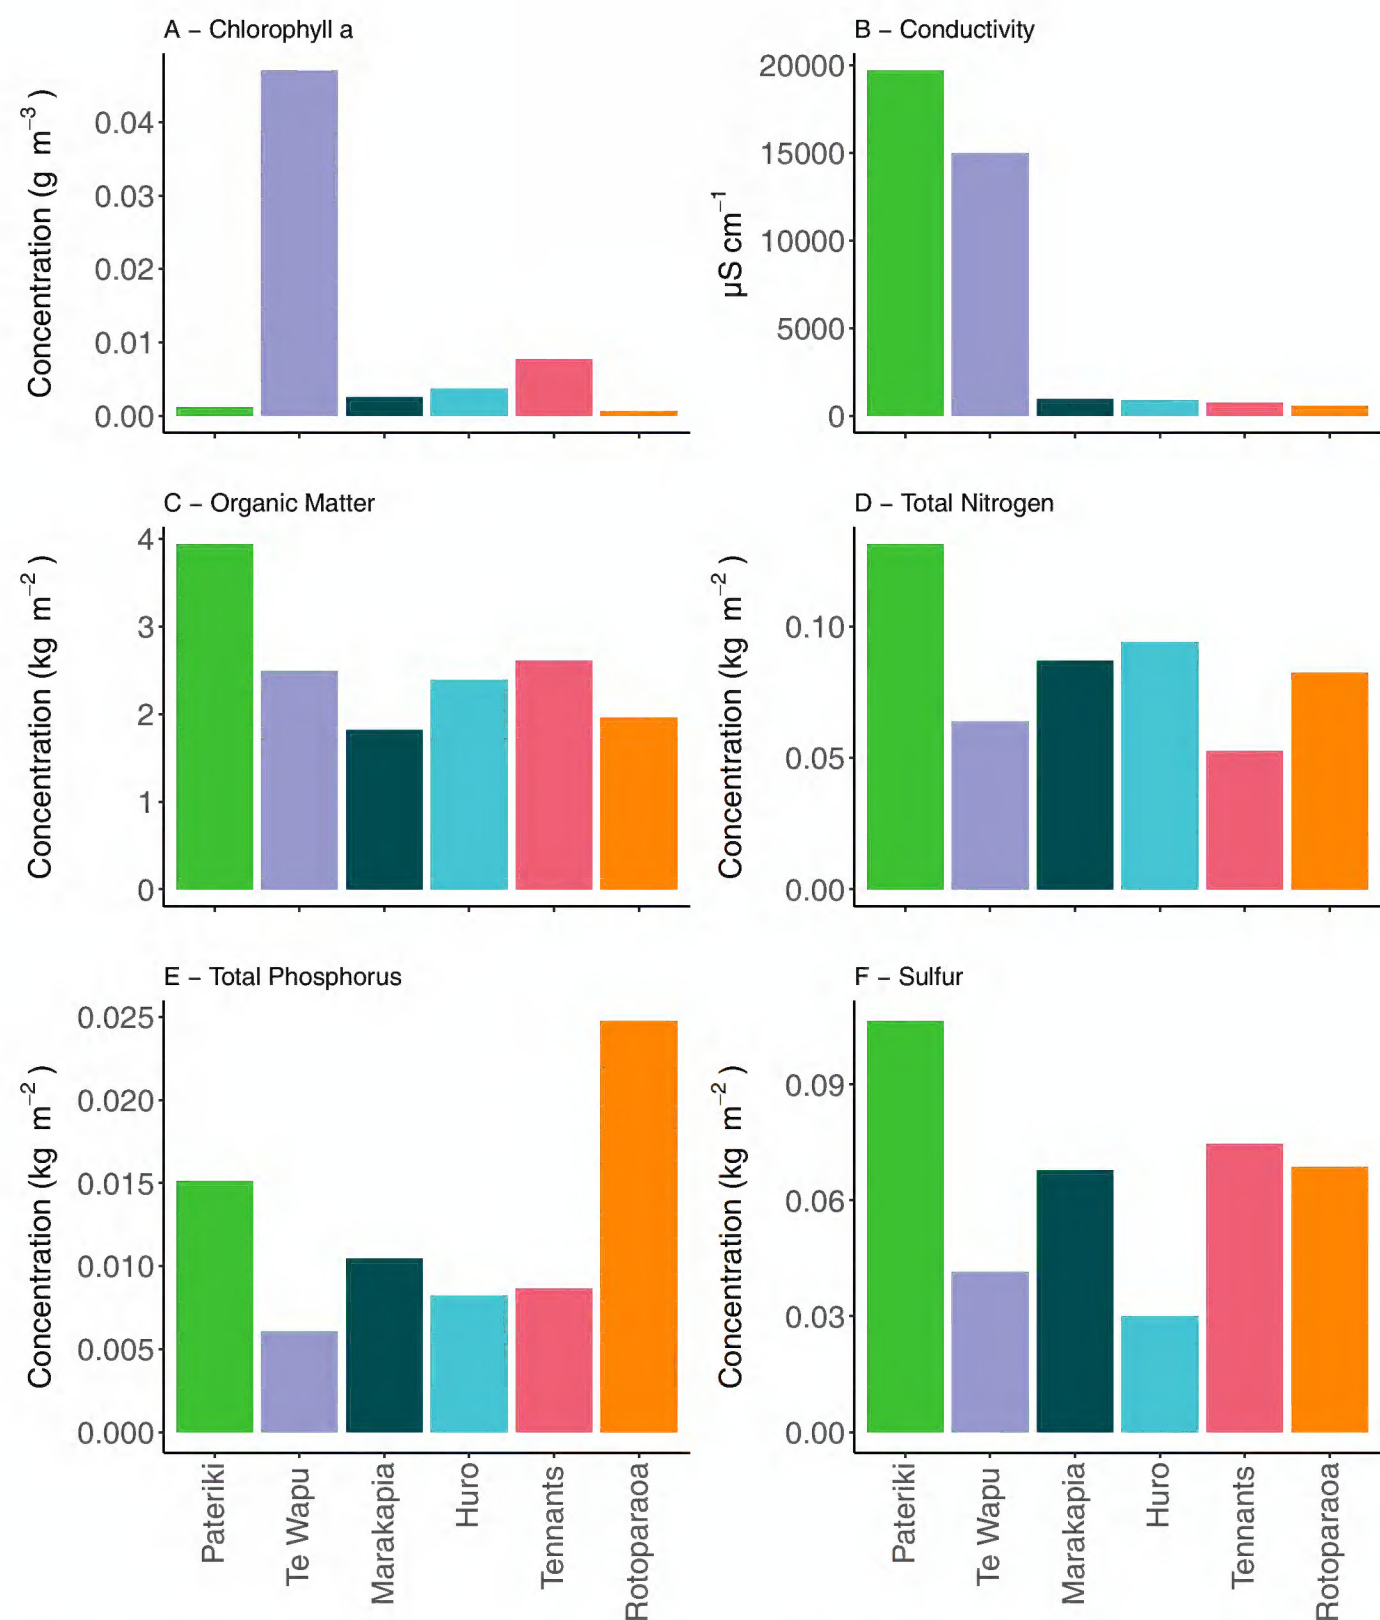 A – Chlorophyll a
Concentration (g m⁻³)
0.04
0.03
0.02
0.01
0.00
B – Conductivity
µS cm⁻¹
20000
15000
10000
5000
0
C – Organic Matter
Concentration (kg m⁻²)
4
3
2
1
0
D – Total Nitrogen
Concentration (kg m⁻²)
0.10
0.05
0.00
E – Total Phosphorus
Concentration (kg m⁻²)
0.025
0.020
0.015
0.010
0.005
0.000
Pateriki
Te Wapu
Marakapia
Huro
Tennants
Rotoparaoa
F – Sulfur
Concentration (kg m⁻²)
0.09
0.06
0.03
0.00
Pateriki
Te Wapu
Marakapia
Huro
Tennants
Rotoparaoa